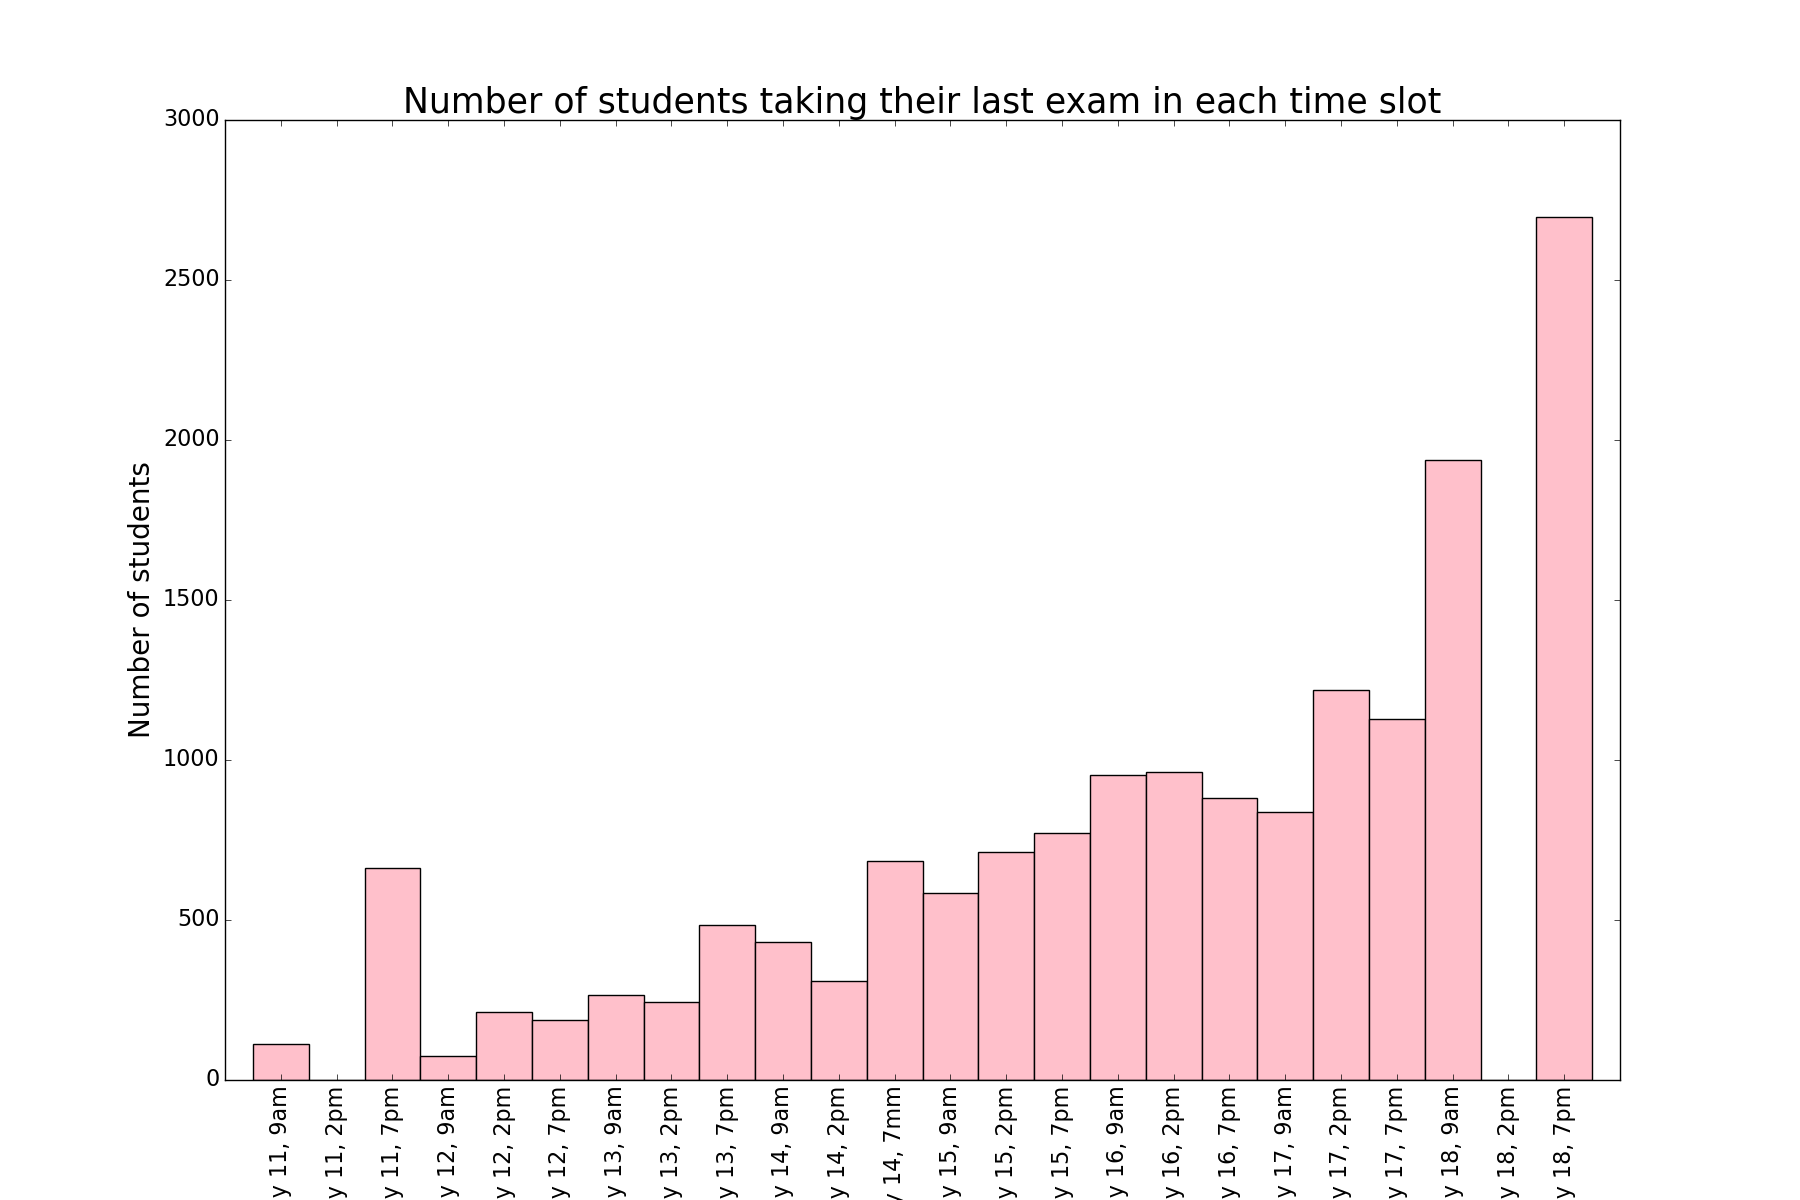 Number of students taking their last exam in each time slot
3000
2500
2000
1500
1000
500
0
Number of students
y 11, 9am
y 11, 2pm
y 11, 7pm
y 12, 9am
y 12, 2pm
y 12, 7pm
y 13, 9am
y 13, 2pm
y 13, 7pm
y 14, 9am
y 14, 2pm
y 14, 7mm
y 15, 9am
y 15, 2pm
y 15, 7pm
y 16, 9am
y 16, 2pm
y 16, 7pm
y 17, 9am
y 17, 2pm
y 17, 7pm
y 18, 9am
y 18, 2pm
y 18, 7pm